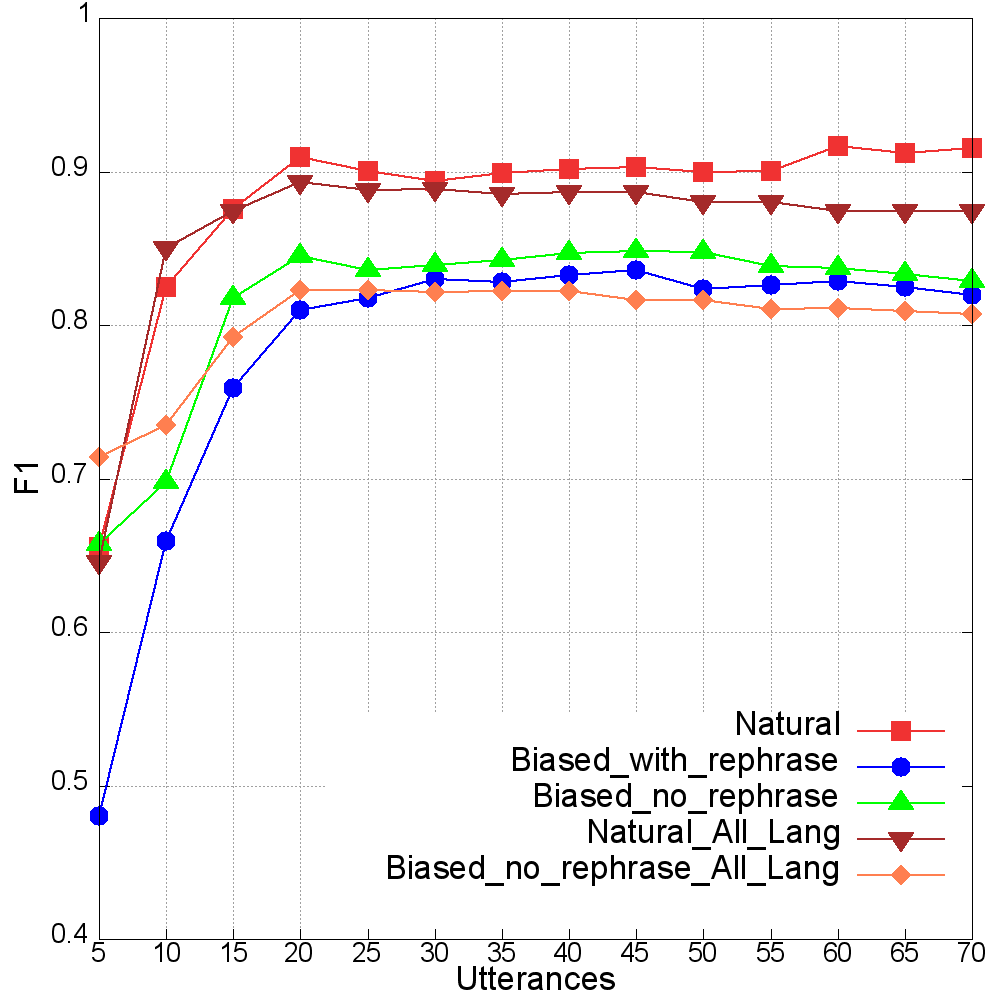 1
0.9
0.8
0.7
0.6
0.5
0.4
F1
5 10 15 20 25 30 35 40 45 50 55 60 65 70
Utterances
Natural
Biased_with_rephrase
Biased_no_rephrase
Natural_All_Lang
Biased_no_rephrase_All_Lang